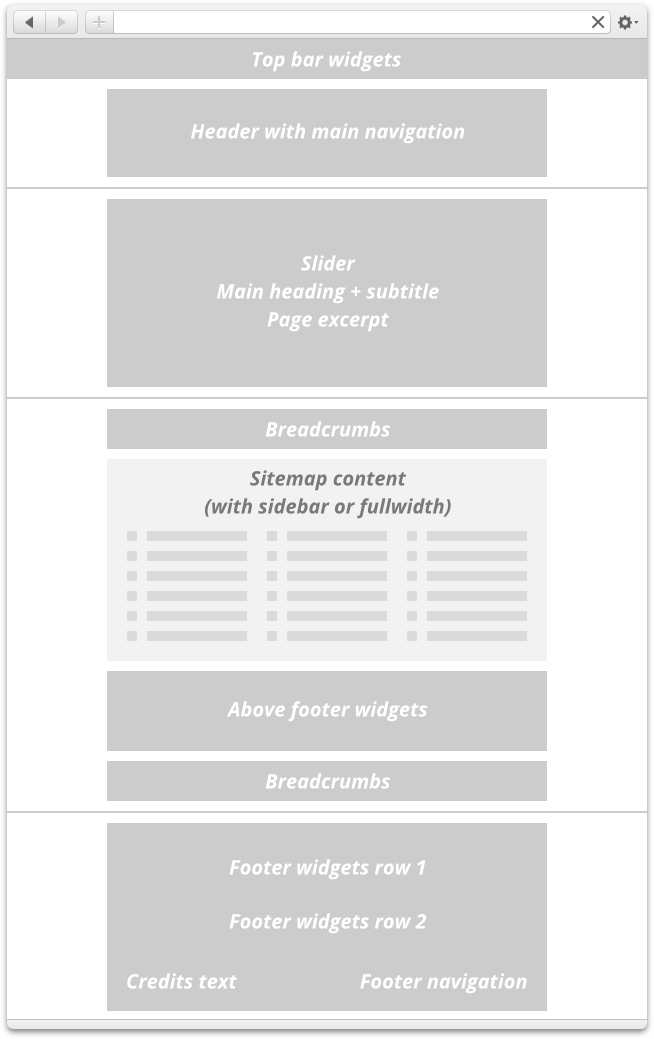 Top bar widgets
Header with main navigation
Slider
Main heading + subtitle
Page excerpt
Breadcrumbs
Sitemap content
(with sidebar or fullwidth)
Above footer widgets
Breadcrumbs
Footer widgets row 1
Footer widgets row 2
Credits text
Footer navigation